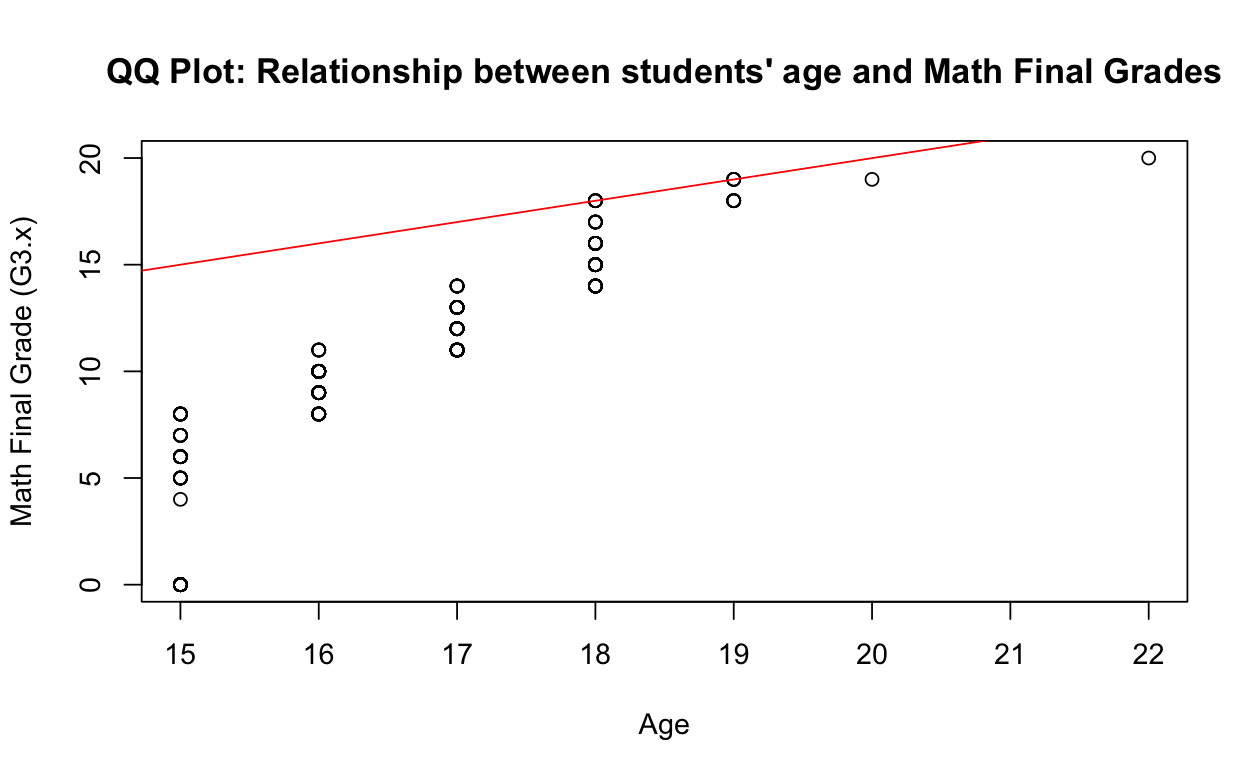 QQ Plot: Relationship between students' age and Math Final Grades
Math Final Grade (G3.x)
20
15
10
5
0
15 16 17 18 19 20 21 22
Age